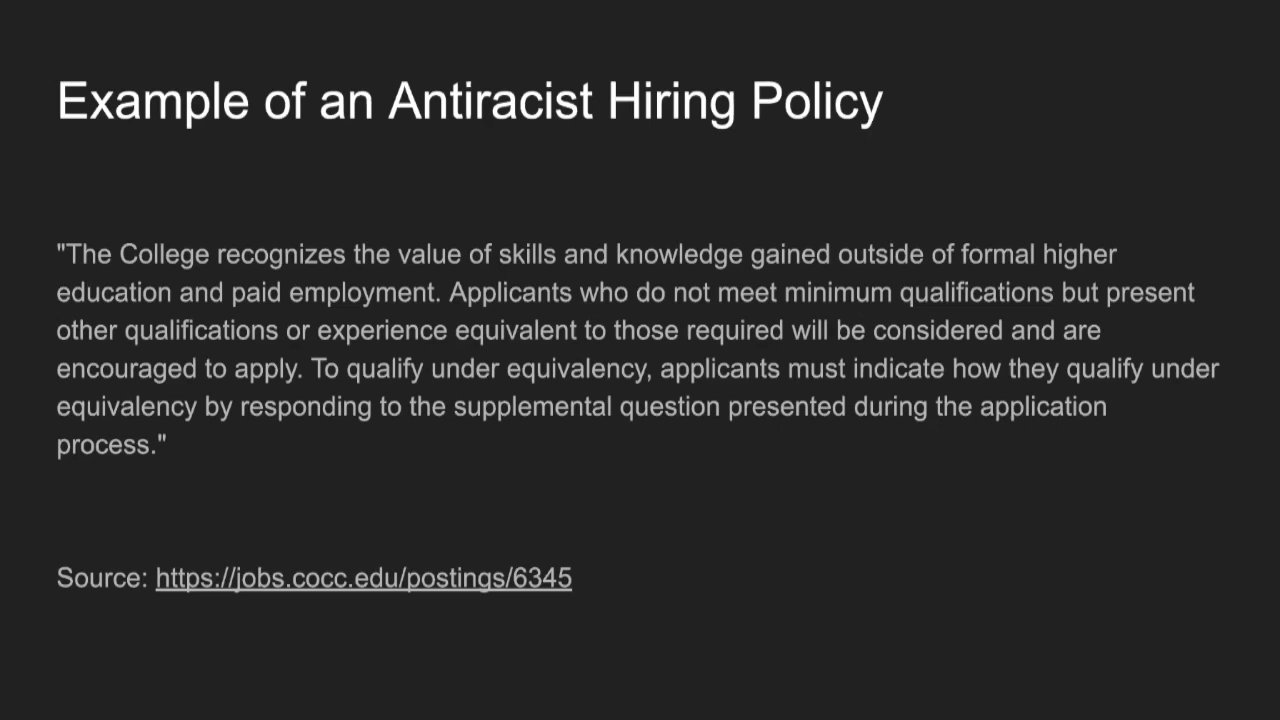 Example of an Antiracist Hiring Policy
"The College recognizes the value of skills and knowledge gained outside of formal higher
education and paid employment. Applicants who do not meet minimum qualifications but present
other qualifications or experience equivalent to those required will be considered and are
encouraged to apply. To qualify under equivalency, applicants must indicate how they qualify under
equivalency by responding to the supplemental question presented during the application
process."
Source: https://jobs.cocc.edu/postings/6345